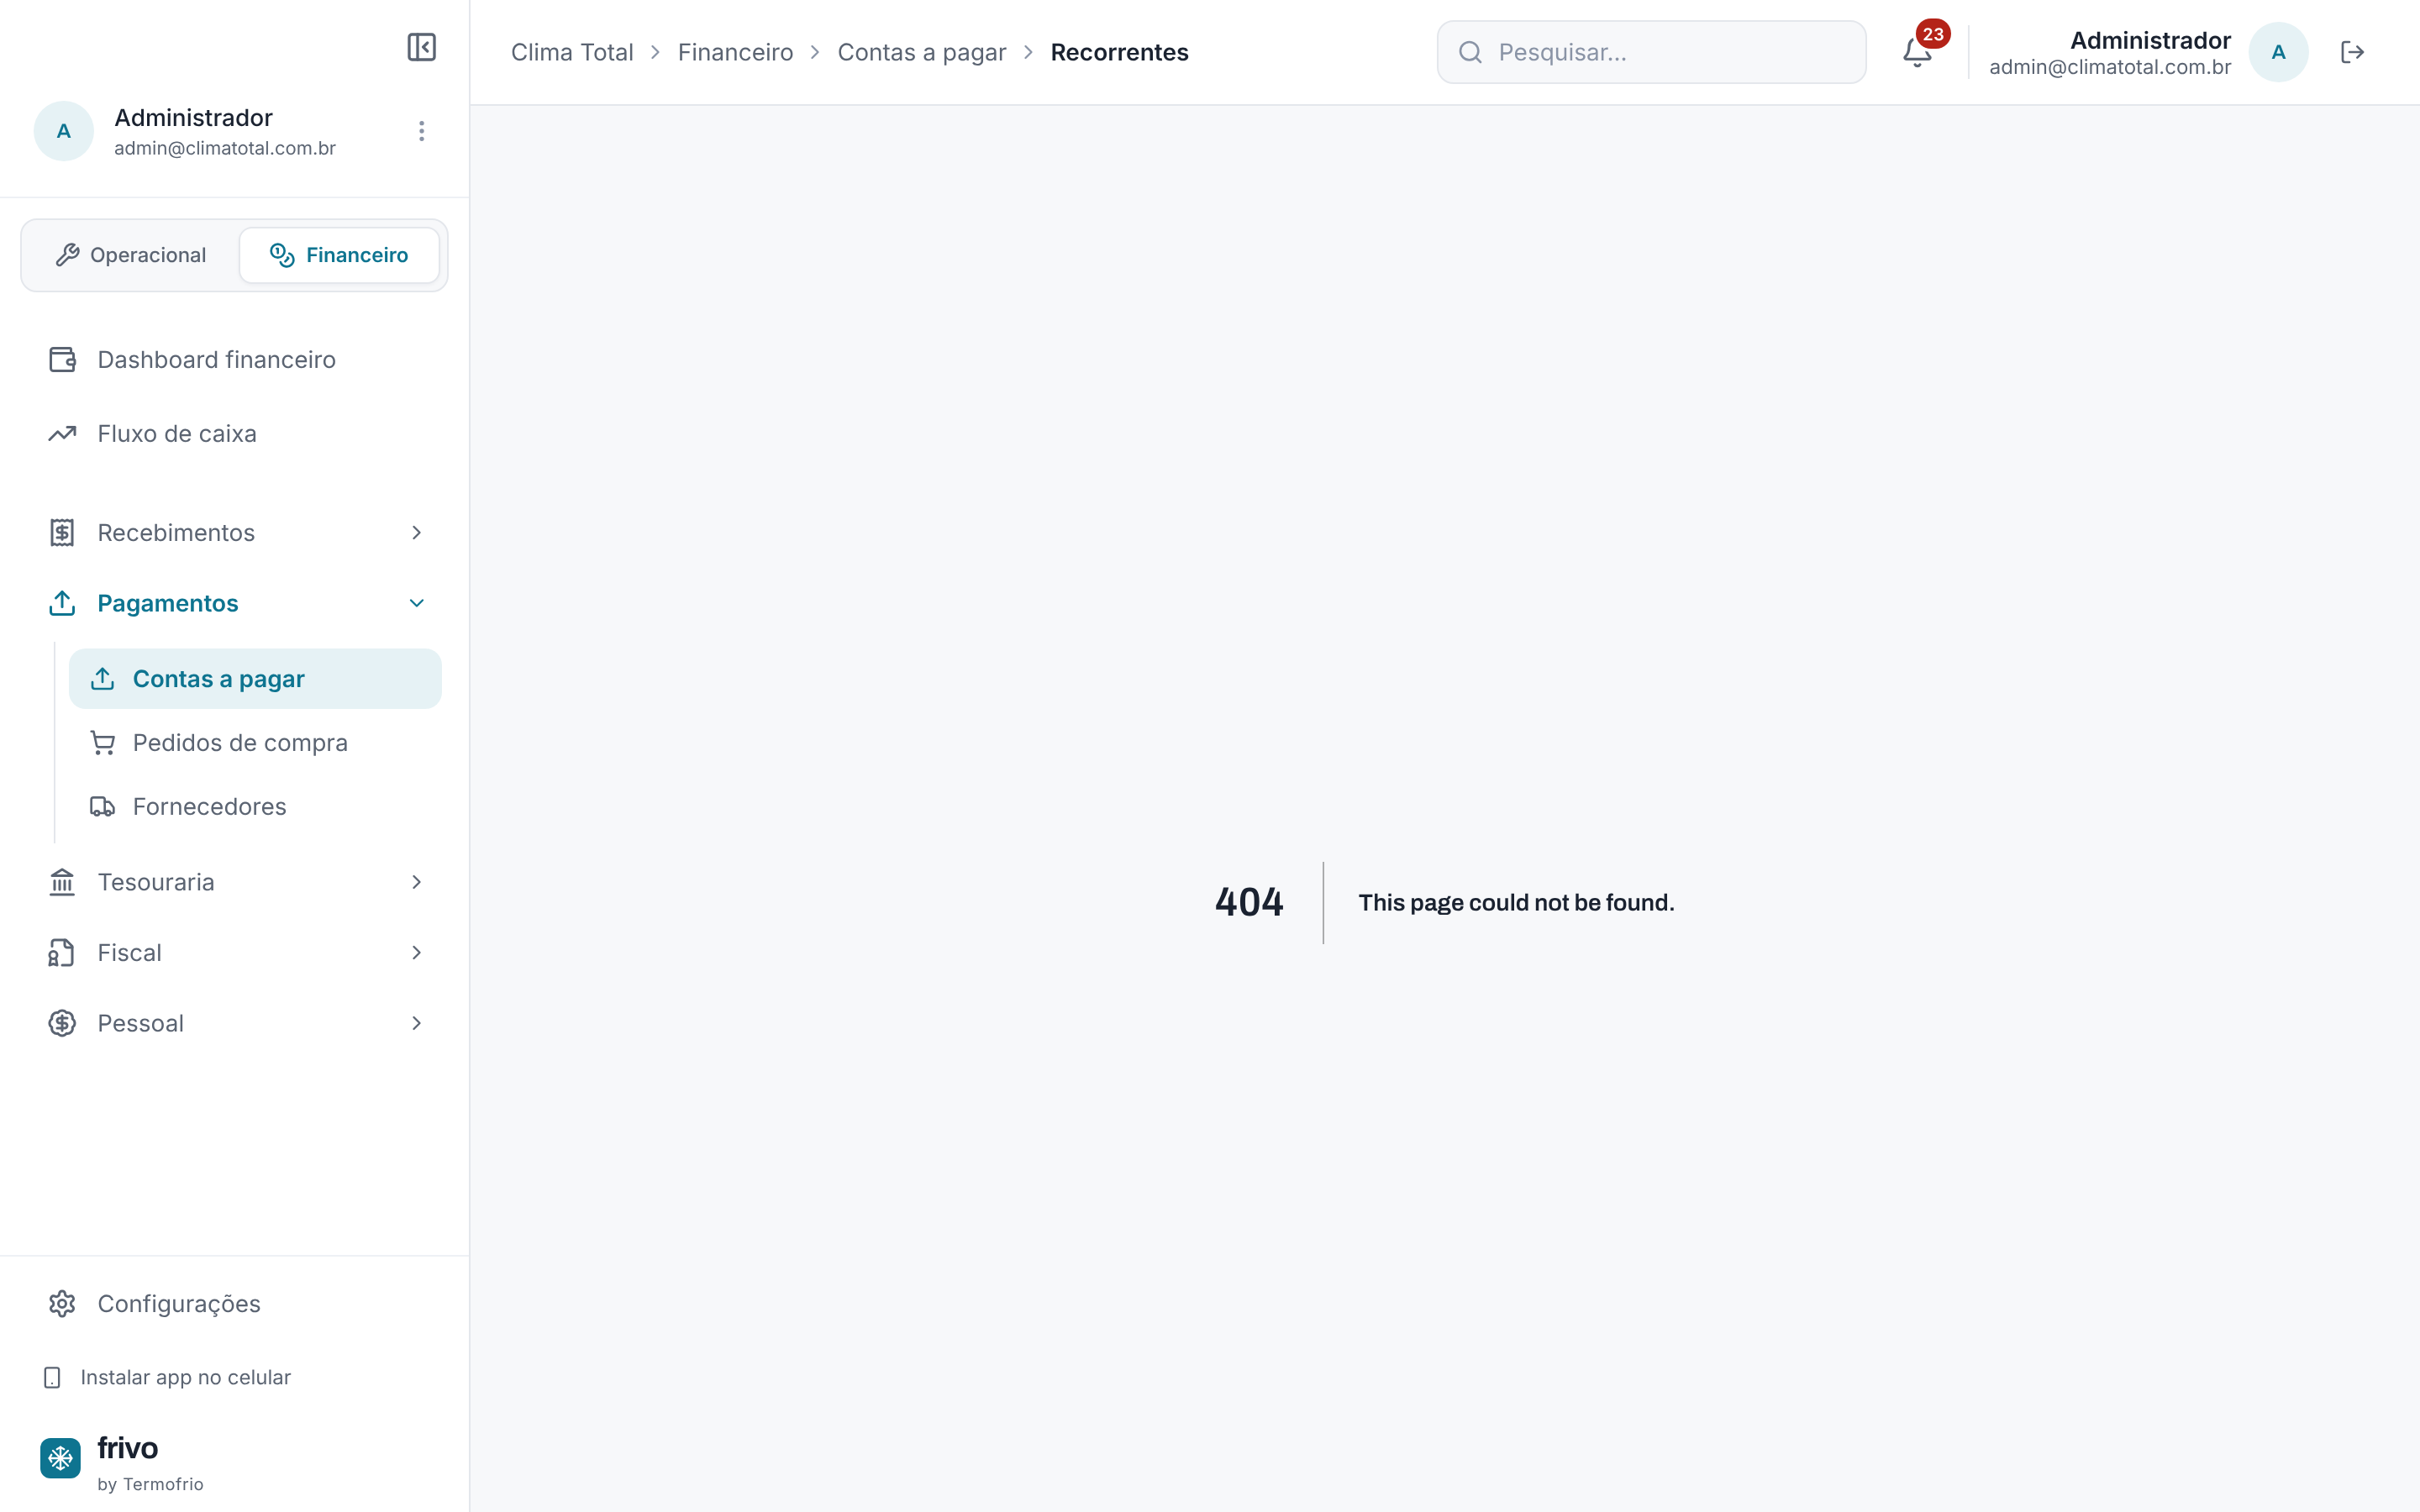 Clima Total > Financeiro > Contas a pagar > Recorrentes
Pesquisar...
23
Administrador
admin@climatotal.com.br
A
A
Administrador
admin@climatotal.com.br
Operacional
Financeiro
Dashboard financeiro
Fluxo de caixa
Recebimentos
Pagamentos
Contas a pagar
Pedidos de compra
Fornecedores
Tesouraria
Fiscal
Pessoal
Configurações
Instalar app no celular
frivo
by Termofrio
404
This page could not be found.